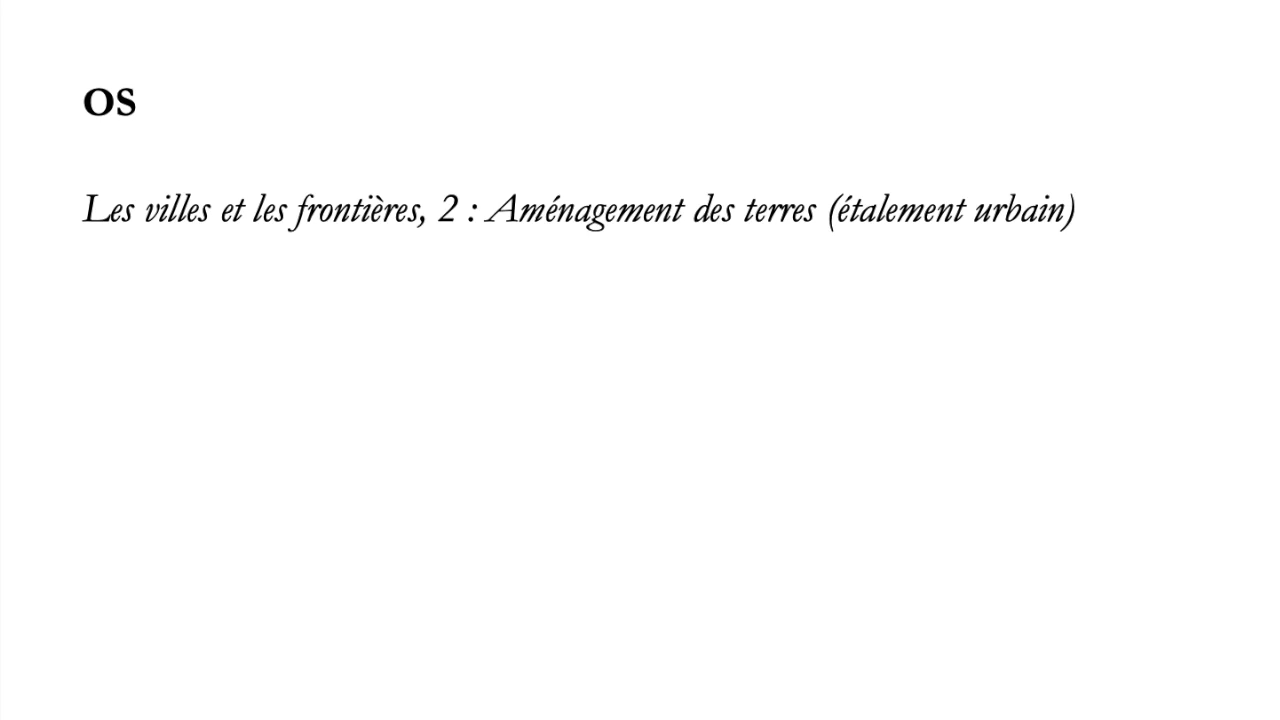 OS
Les villes et les frontières, 2 : Aménagement des terres (étalement urbain)